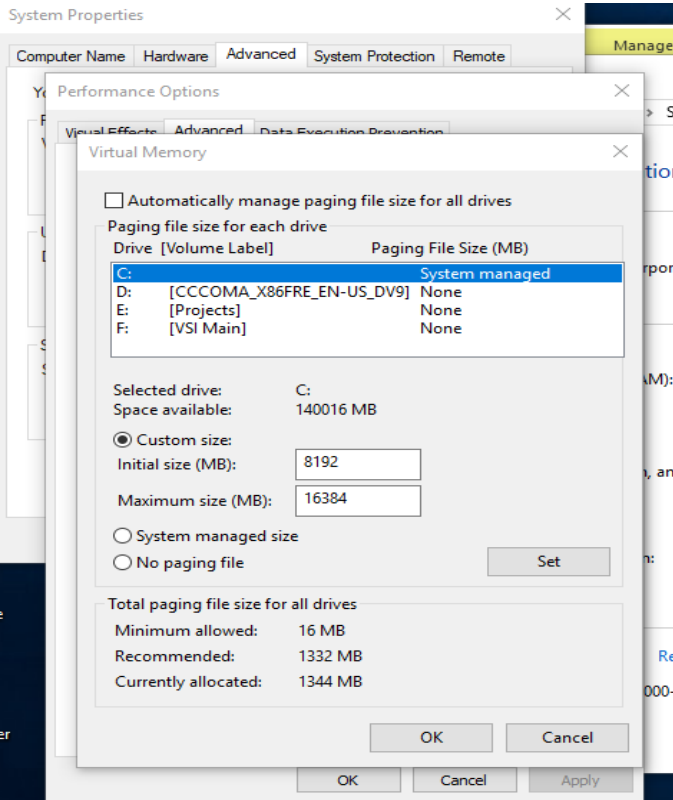 System Properties
Manage
Computer Name Hardware Advanced System Protection Remote
Performance Options
Visual Effects Advanced Data Execution Prevention
Virtual Memory
Automatically manage paging file size for all drives
Paging file size for each drive
Drive [Volume Label] Paging File Size (MB)
C: System managed
D: [CCCOMA_X86FRE_EN-US_DV9] None
E: [Projects] None
F: [VSI Main] None
Selected drive: C:
Space available: 140016 MB
Custom size:
Initial size (MB): 8192
Maximum size (MB): 16384
System managed size
No paging file
Set
Total paging file size for all drives
Minimum allowed: 16 MB
Recommended: 1332 MB
Currently allocated: 1344 MB
OK Cancel
OK Cancel Apply